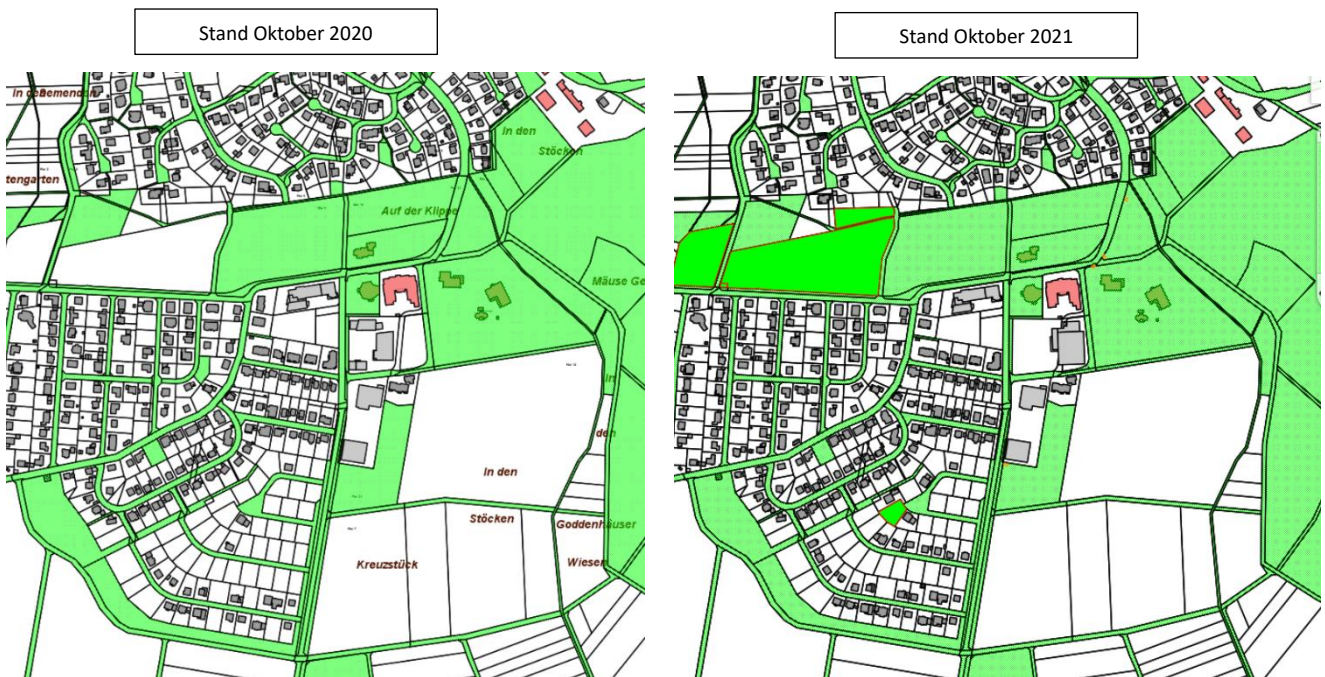 Stand Oktober 2020
Stand Oktober 2021
in den
Stöcken
tengarten
Auf der Klippe
Mäuse Ge
in
den
In den
Stöcken
Goddenhäuser
Wiesen
Kreuzstück